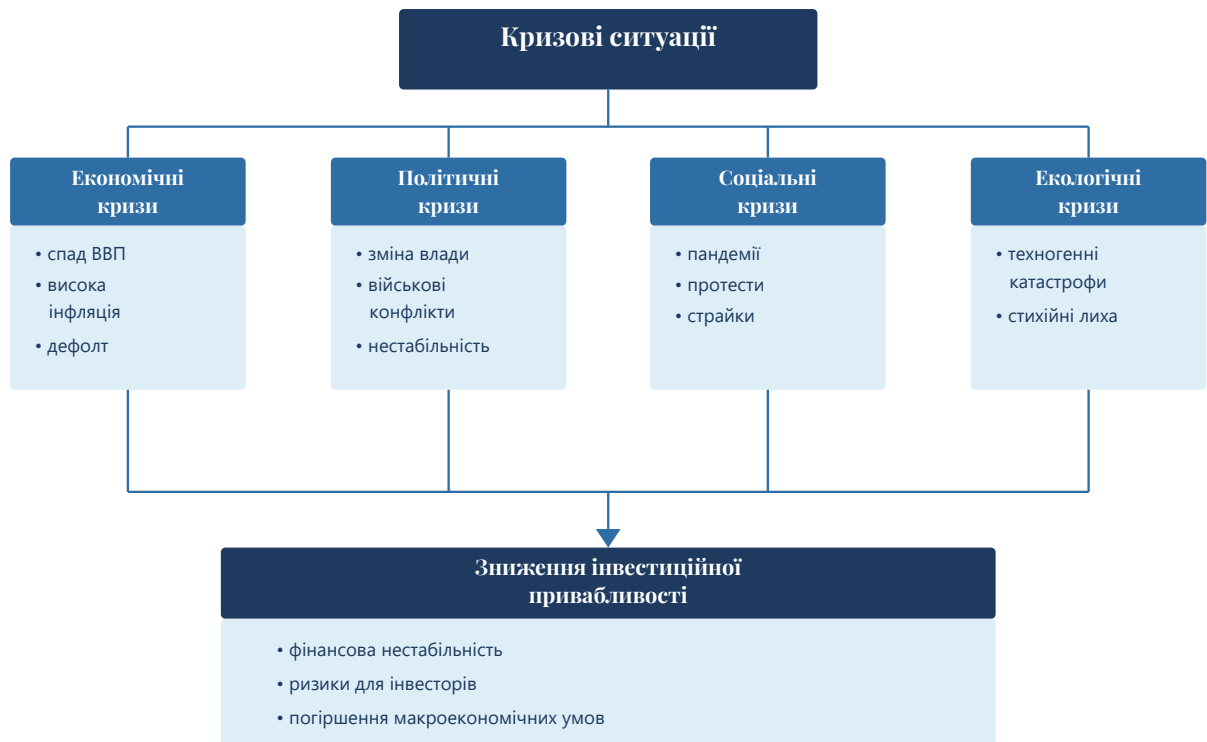 Кризові ситуації
Економічні
кризи
• спад ВВП
• висока
інфляція
• дефолт
Політичні
кризи
• зміна влади
• військові
конфлікти
• нестабільність
Соціальні
кризи
• пандемії
• протести
• страйки
Екологічні
кризи
• техногенні
катастрофи
• стихійні лиха
Зниження інвестиційної
привабливості
• фінансова нестабільність
• ризики для інвесторів
• погіршення макроекономічних умов